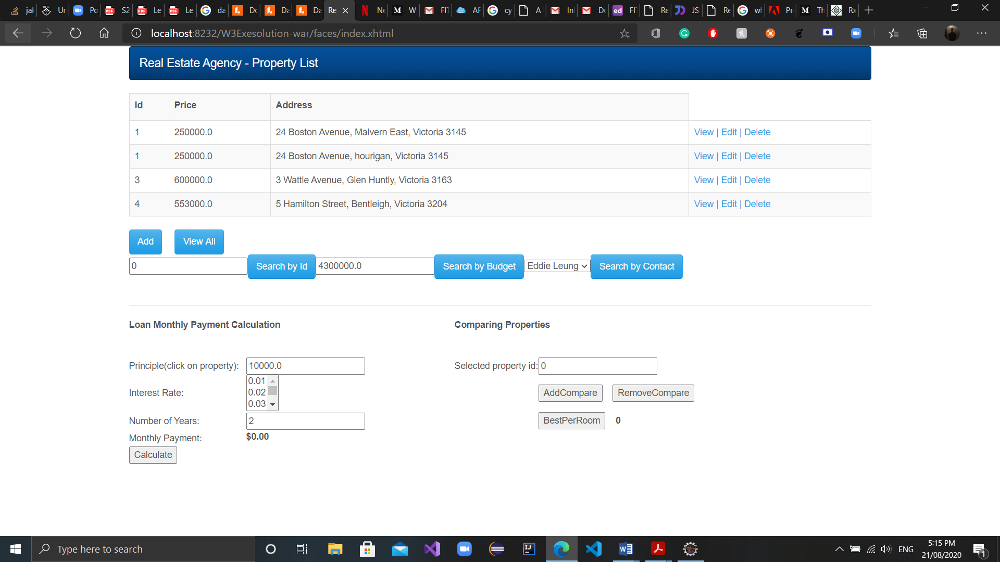 jak Ur Po S2 Le Le da Do Da Da Re Ne M W FI AF cy A In Do ed FI Re JS Re wh Pr M Th Rx
localhost:8232/W3Exesolution-war/faces/index.xhtml
Real Estate Agency - Property List
Id Price Address
1 250000.0 24 Boston Avenue, Malvern East, Victoria 3145 View | Edit | Delete
1 250000.0 24 Boston Avenue, hourigan, Victoria 3145 View | Edit | Delete
3 600000.0 3 Wattle Avenue, Glen Huntly, Victoria 3163 View | Edit | Delete
4 553000.0 5 Hamilton Street, Bentleigh, Victoria 3204 View | Edit | Delete
Add View All
0 Search by Id 4300000.0 Search by Budget Eddie Leung Search by Contact
Loan Monthly Payment Calculation
Comparing Properties
Principle(click on property): 10000.0
Selected property id: 0
Interest Rate:
0.01
0.02
0.03
AddCompare RemoveCompare
Number of Years: 2
BestPerRoom 0
Monthly Payment: $0.00
Calculate
Type here to search
ENG
5:15 PM
21/08/2020
1